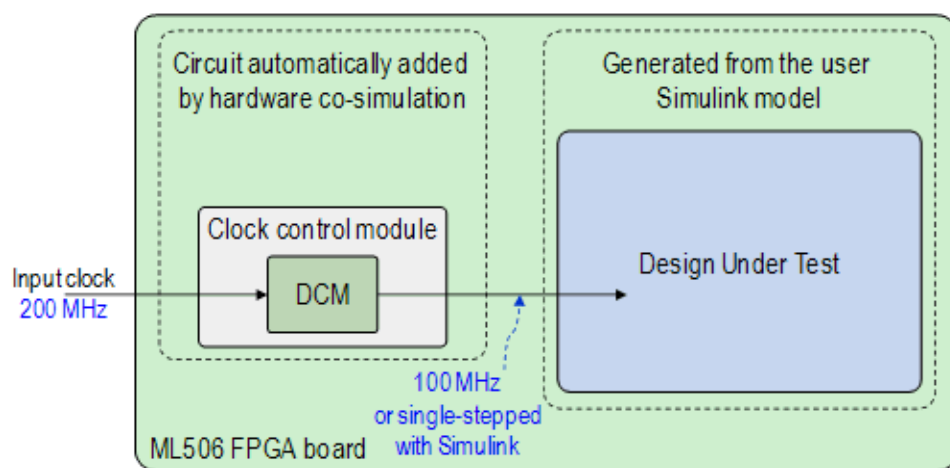 Circuit automatically added
by hardware co-simulation
Generated from the user
Simulink model
Clock control module
DCM
Design Under Test
Input clock
200 MHz
100 MHz
or single-stepped
with Simulink
ML506 FPGA board